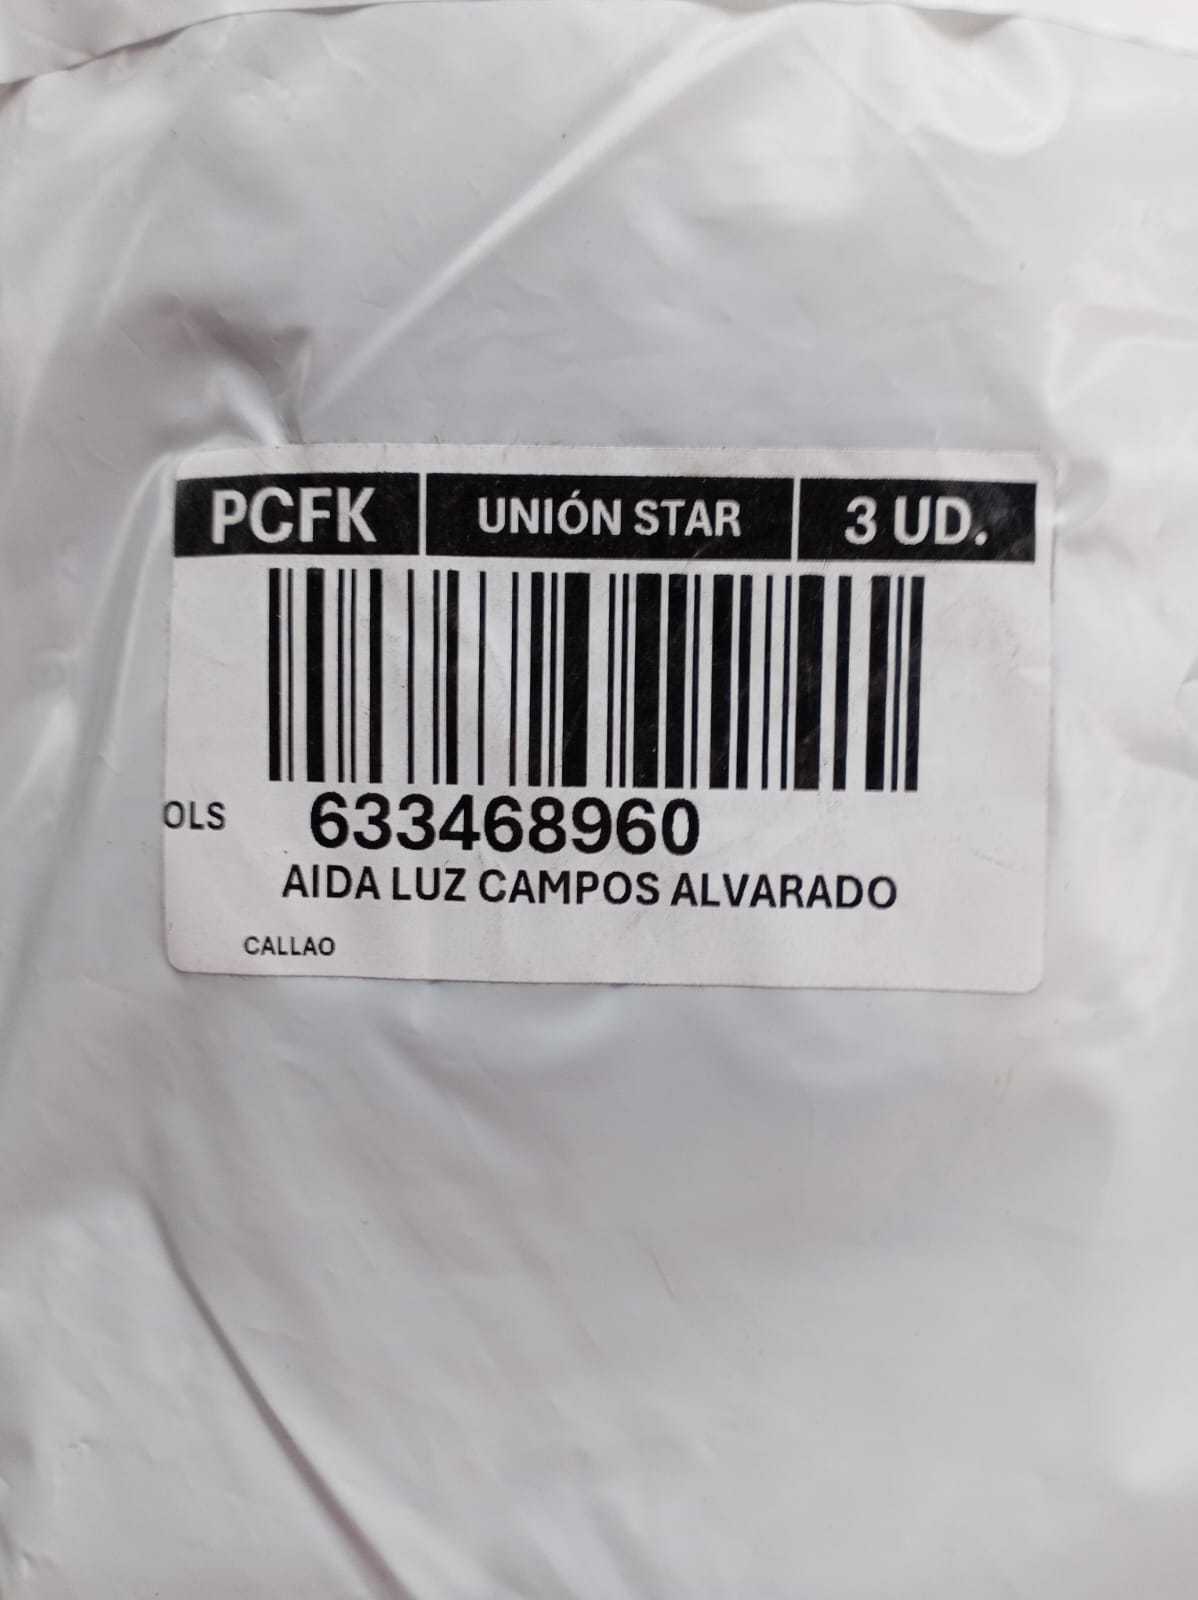 PCFK UNIÓN STAR 3 UD.
OLS 633468960
AIDA LUZ CAMPOS ALVARADO
CALLAO